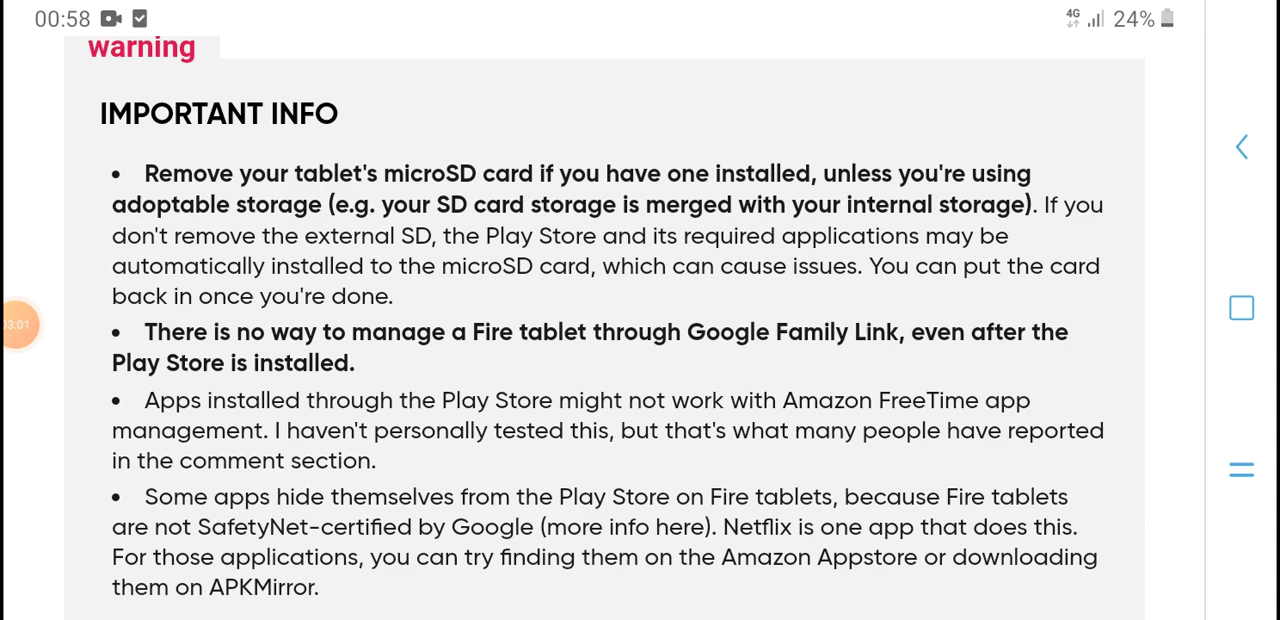 00:58
4G 24%
warning
IMPORTANT INFO
• Remove your tablet's microSD card if you have one installed, unless you're using
adoptable storage (e.g. your SD card storage is merged with your internal storage). If you
don't remove the external SD, the Play Store and its required applications may be
automatically installed to the microSD card, which can cause issues. You can put the card
back in once you're done.
• There is no way to manage a Fire tablet through Google Family Link, even after the
Play Store is installed.
• Apps installed through the Play Store might not work with Amazon FreeTime app
management. I haven't personally tested this, but that's what many people have reported
in the comment section.
• Some apps hide themselves from the Play Store on Fire tablets, because Fire tablets
are not SafetyNet-certified by Google (more info here). Netflix is one app that does this.
For those applications, you can try finding them on the Amazon Appstore or downloading
them on APKMirror.
03:01